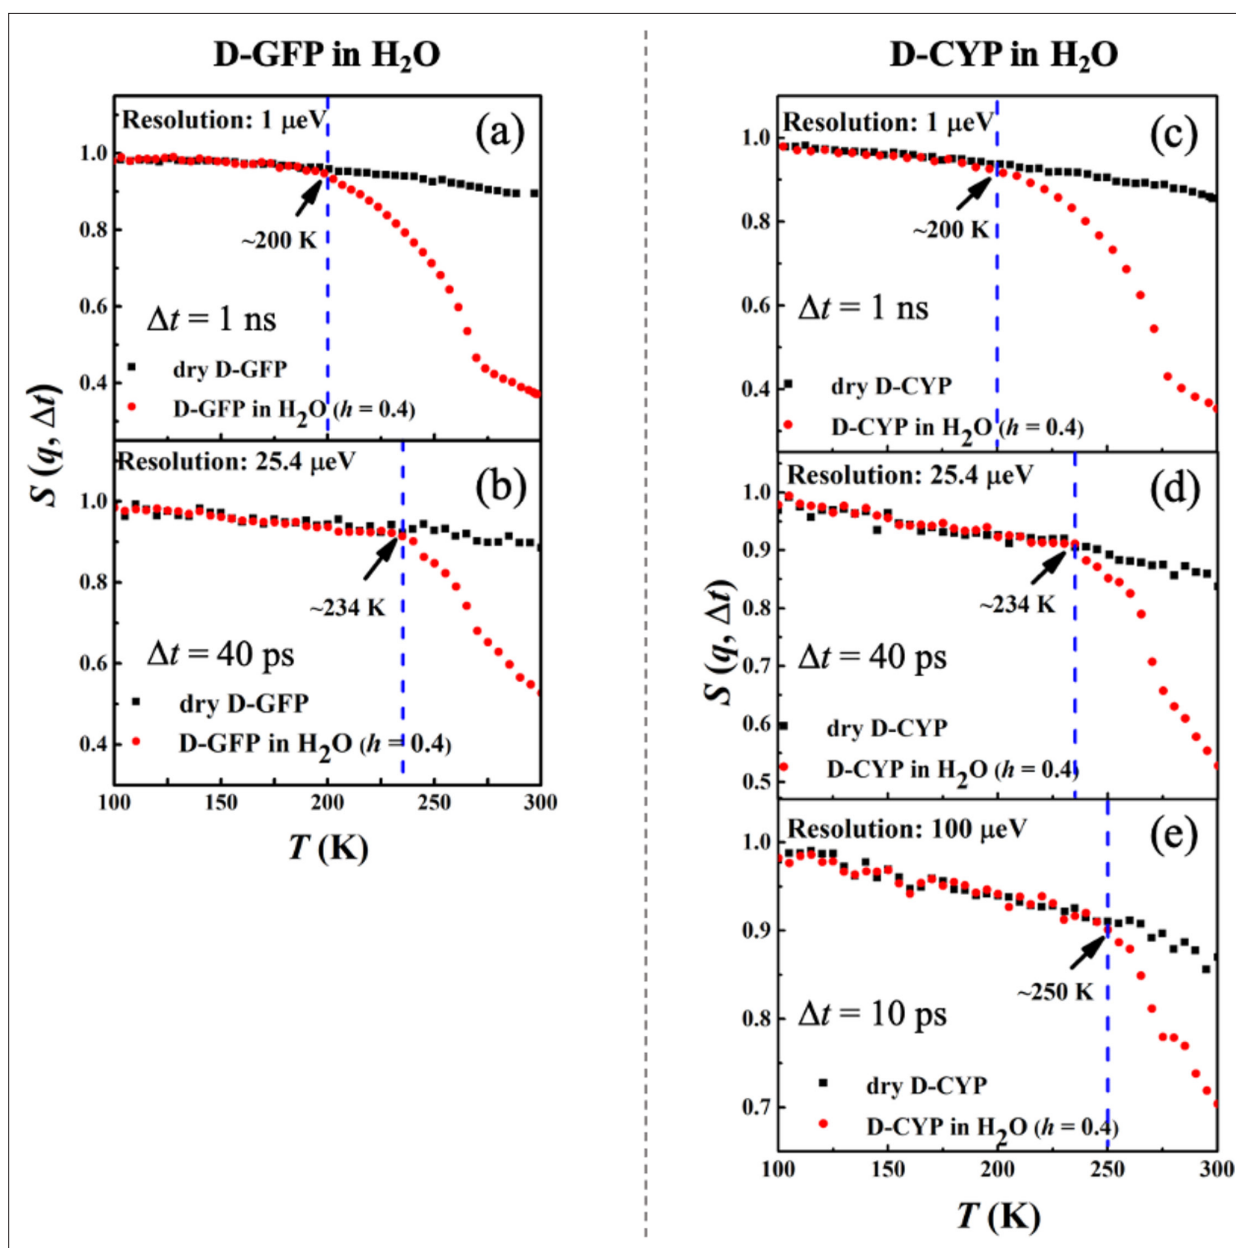 D-GFP in H₂O
S (q, Δt)
Resolution: 1 μeV
(a)
1.0
0.8
0.6
0.4
~200 K
Δt = 1 ns
dry D-GFP
D-GFP in H₂O (h = 0.4)
Resolution: 25.4 μeV
(b)
1.0
0.8
0.6
0.4
~234 K
Δt = 40 ps
dry D-GFP
D-GFP in H₂O (h = 0.4)
100 150 200 250 300
T (K)
D-CYP in H₂O
S (q, Δt)
Resolution: 1 μeV
(c)
1.0
0.8
0.6
0.4
~200 K
Δt = 1 ns
dry D-CYP
D-CYP in H₂O (h = 0.4)
Resolution: 25.4 μeV
(d)
1.0
0.9
0.8
0.7
0.6
0.5
~234 K
Δt = 40 ps
dry D-CYP
D-CYP in H₂O (h = 0.4)
Resolution: 100 μeV
(e)
1.0
0.9
0.8
0.7
~250 K
Δt = 10 ps
dry D-CYP
D-CYP in H₂O (h = 0.4)
100 150 200 250 300
T (K)